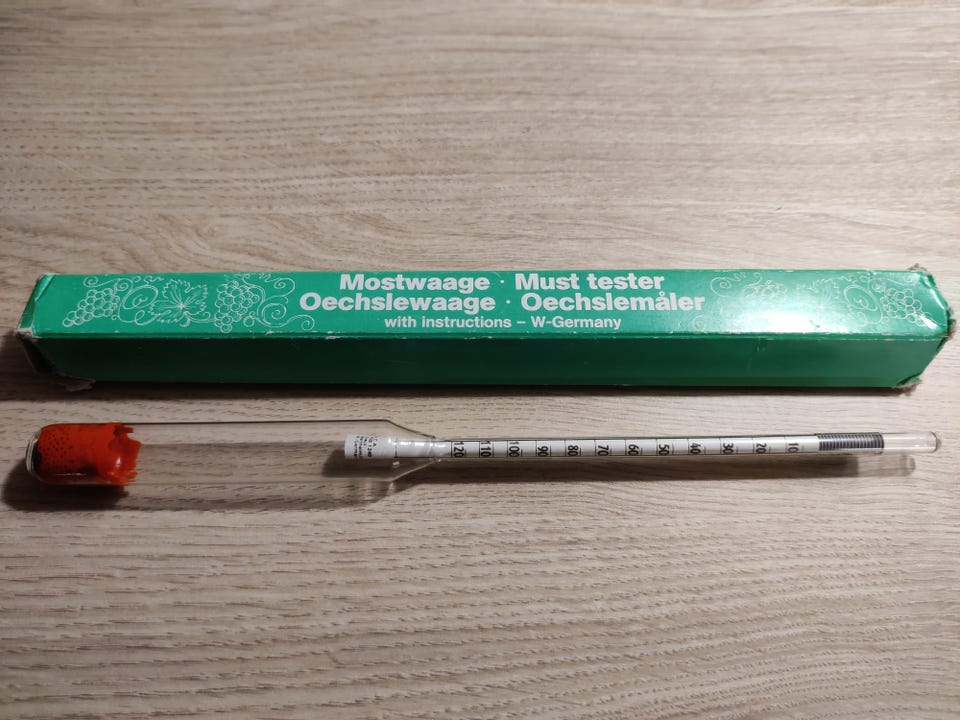 Mostwaage · Must tester
Oechslewaage · Oechslemåler
with instructions – W-Germany
120 110 100 90 80 70 60 50 40 30 20 10